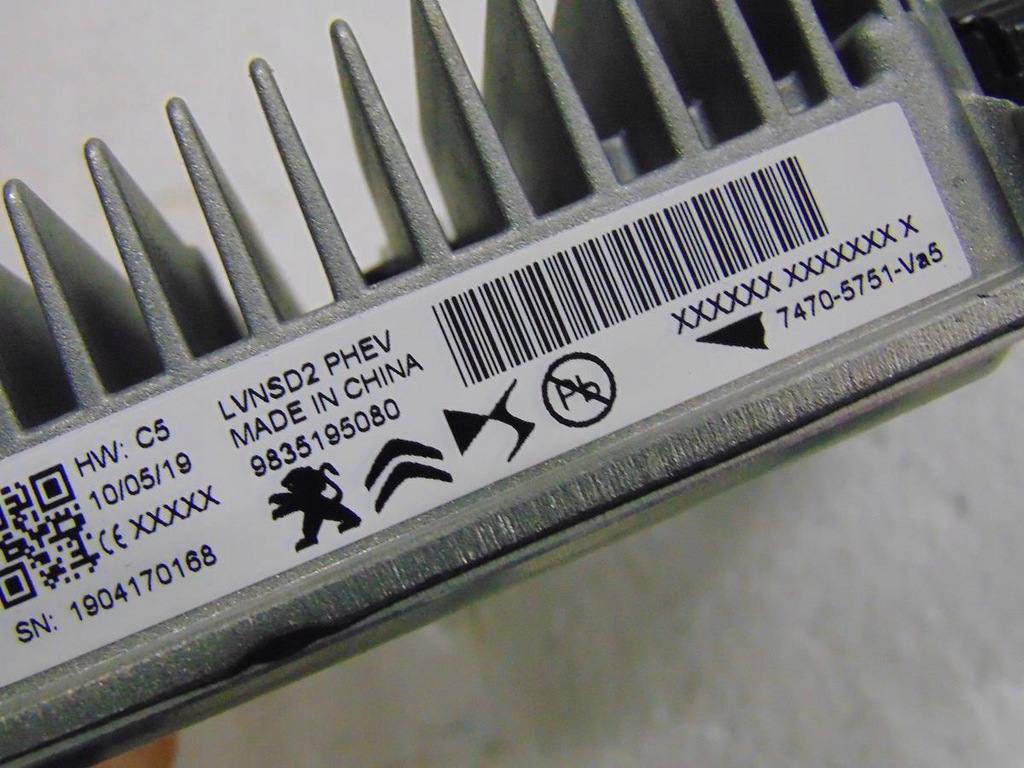 HW: C5
10/05/19
CE XXXXX
SN: 1904170168
LVNSD2 PHEV
MADE IN CHINA
9835195080
Pb
XXXXXX XXXXXXX X
7470-5751-Va5